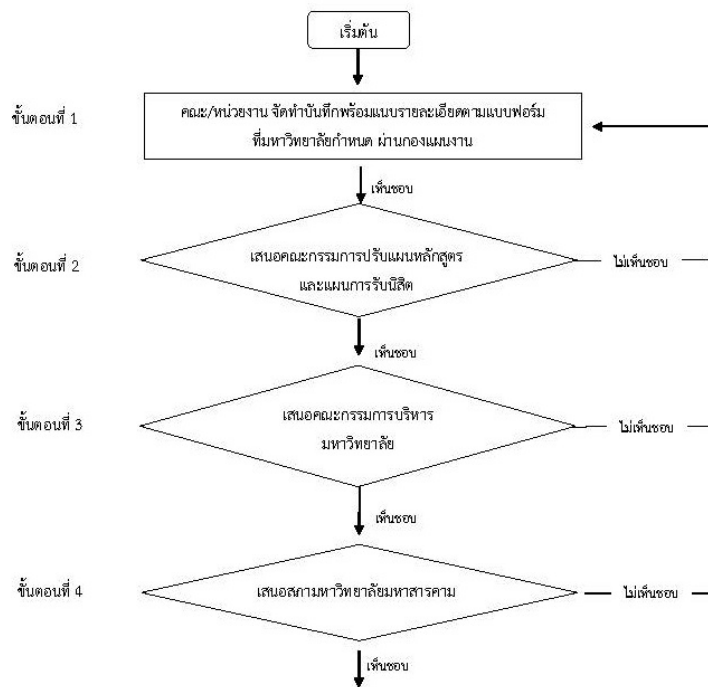 เริ่มต้น
ขั้นตอนที่ 1
คณะ/หน่วยงาน จัดทำบันทึกพร้อมแนบรายละเอียดตามแบบฟอร์ม
ที่มหาวิทยาลัยกำหนด ผ่านกองแผนงาน
เห็นชอบ
ขั้นตอนที่ 2
เสนอคณะกรรมการปรับแผนหลักสูตร
และแผนการรับนิสิต
ไม่เห็นชอบ
เห็นชอบ
ขั้นตอนที่ 3
เสนอคณะกรรมการบริหาร
มหาวิทยาลัย
ไม่เห็นชอบ
เห็นชอบ
ขั้นตอนที่ 4
เสนอสภามหาวิทยาลัยมหาสารคาม
ไม่เห็นชอบ
เห็นชอบ